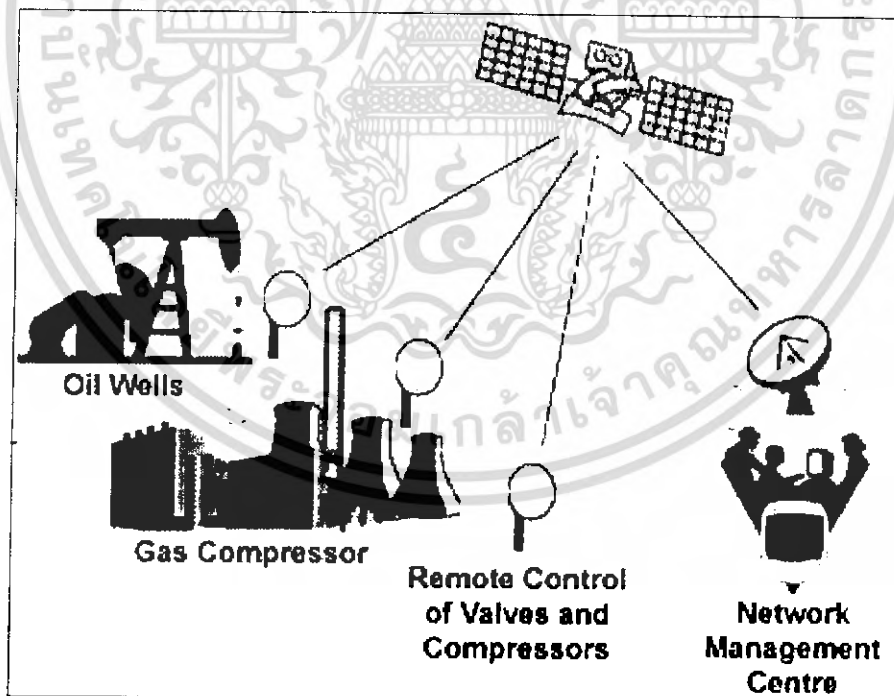 Oil Wells
Gas Compressor
Remote Control
of Valves and
Compressors
Network
Management
Centre